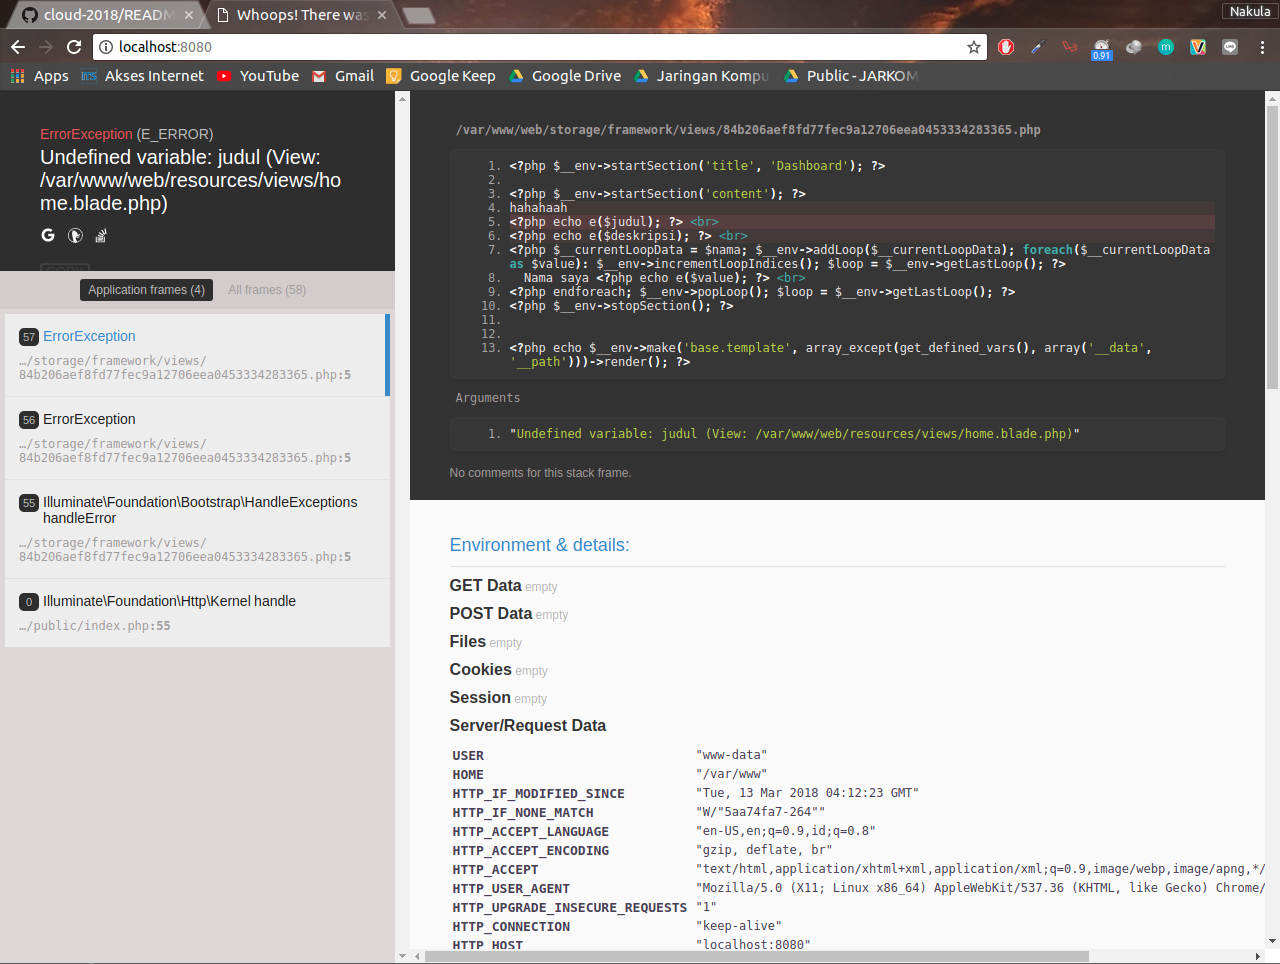 Nakula
cloud-2018/READM
Whoops! There was
localhost:8080
0.91
Apps
Akses Internet
YouTube
Gmail
Google Keep
Google Drive
Jaringan Kompu
Public - JARKOM
ErrorException (E_ERROR)
Undefined variable: judul (View:
/var/www/web/resources/views/ho
me.blade.php)
Application frames (4)
All frames (58)
57 ErrorException
…/storage/framework/views/
84b206aef8fd77fec9a12706eea0453334283365.php:5
56 ErrorException
…/storage/framework/views/
84b206aef8fd77fec9a12706eea0453334283365.php:5
55 Illuminate\Foundation\Bootstrap\HandleExceptions
handleError
…/storage/framework/views/
84b206aef8fd77fec9a12706eea0453334283365.php:5
0 Illuminate\Foundation\Http\Kernel handle
…/public/index.php:55
/var/www/web/storage/framework/views/84b206aef8fd77fec9a12706eea0453334283365.php
1. <?php $__env->startSection('title', 'Dashboard'); ?>
2.
3. <?php $__env->startSection('content'); ?>
4. hahahaah
5. <?php echo e($judul); ?> <br>
6. <?php echo e($deskripsi); ?> <br>
7. <?php $__currentLoopData = $nama; $__env->addLoop($__currentLoopData); foreach($__currentLoopData
as $value): $__env->incrementLoopIndices(); $loop = $__env->getLastLoop(); ?>
8. Nama saya <?php echo e($value); ?> <br>
9. <?php endforeach; $__env->popLoop(); $loop = $__env->getLastLoop(); ?>
10. <?php $__env->stopSection(); ?>
11.
12.
13. <?php echo $__env->make('base.template', array_except(get_defined_vars(), array('__data',
'__path')))->render(); ?>
Arguments
1. "Undefined variable: judul (View: /var/www/web/resources/views/home.blade.php)"
No comments for this stack frame.
Environment & details:
GET Data empty
POST Data empty
Files empty
Cookies empty
Session empty
Server/Request Data
USER "www-data"
HOME "/var/www"
HTTP_IF_MODIFIED_SINCE "Tue, 13 Mar 2018 04:12:23 GMT"
HTTP_IF_NONE_MATCH "W/"5aa74fa7-264""
HTTP_ACCEPT_LANGUAGE "en-US,en;q=0.9,id;q=0.8"
HTTP_ACCEPT_ENCODING "gzip, deflate, br"
HTTP_ACCEPT "text/html,application/xhtml+xml,application/xml;q=0.9,image/webp,image/apng,*/
HTTP_USER_AGENT "Mozilla/5.0 (X11; Linux x86_64) AppleWebKit/537.36 (KHTML, like Gecko) Chrome/
HTTP_UPGRADE_INSECURE_REQUESTS "1"
HTTP_CONNECTION "keep-alive"
HTTP_HOST "localhost:8080"